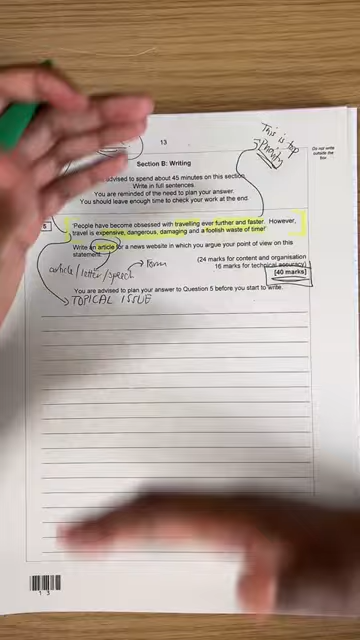 13
This is top
Priority
Do not write
outside the
box
Section B: Writing
advised to spend about 45 minutes on this section
Write in full sentences.
You are reminded of the need to plan your answer.
You should leave enough time to check your work at the end.
5
'People have become obsessed with travelling ever further and faster. However,
travel is expensive, dangerous, damaging and a foolish waste of time!'
Write an article for a news website in which you argue your point of view on this
statement.
(24 marks for content and organisation
16 marks for technical accuracy)
[40 marks]
article/letter/speech → form
You are advised to plan your answer to Question 5 before you start to write.
TOPICAL ISSUE
1 3